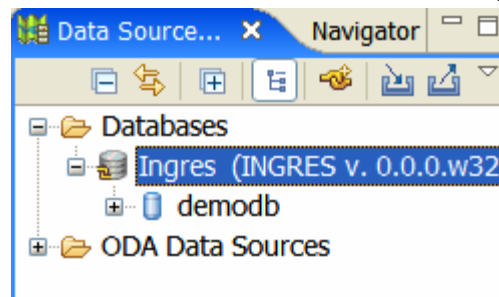 Data Source... Navigator
Databases
Ingres (INGRES v. 0.0.0.w32
demodb
ODA Data Sources